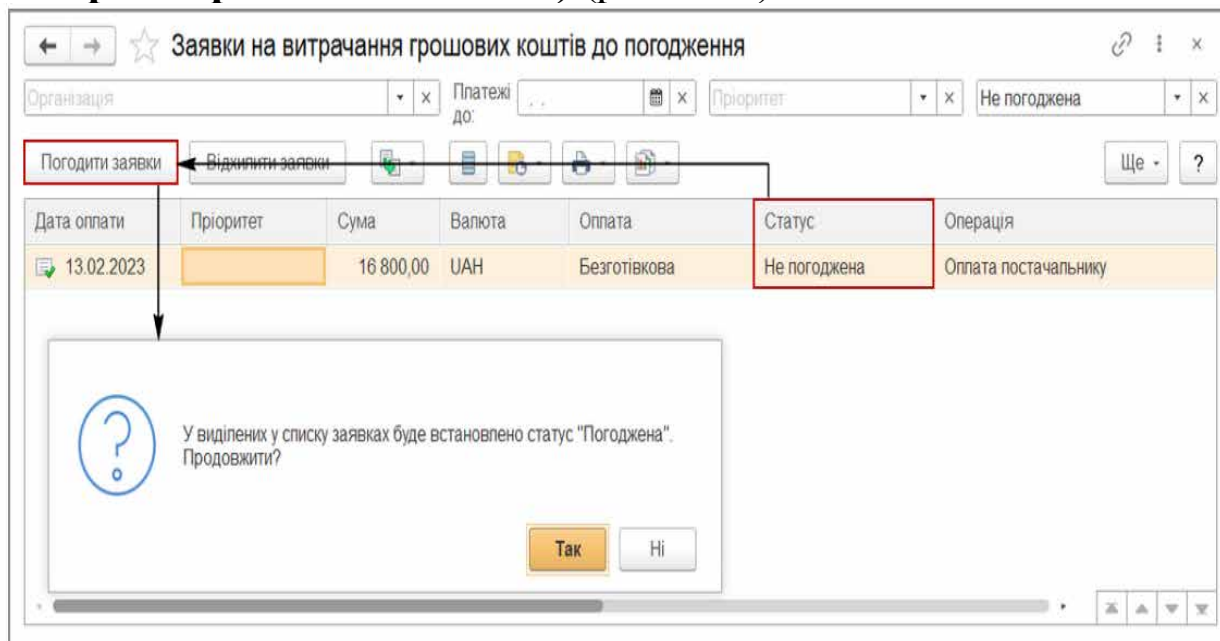 Заявки на витрачання грошових коштів до погодження
Організація
Платежі до:
. .
Пріоритет
Не погоджена
Погодити заявки
Відхилити заявки
Ще
?
Дата оплати Пріоритет Сума Валюта Оплата Статус Операція
13.02.2023 16 800,00 UAH Безготівкова Не погоджена Оплата постачальнику
У виділених у списку заявках буде встановлено статус "Погоджена".
Продовжити?
Так
Ні